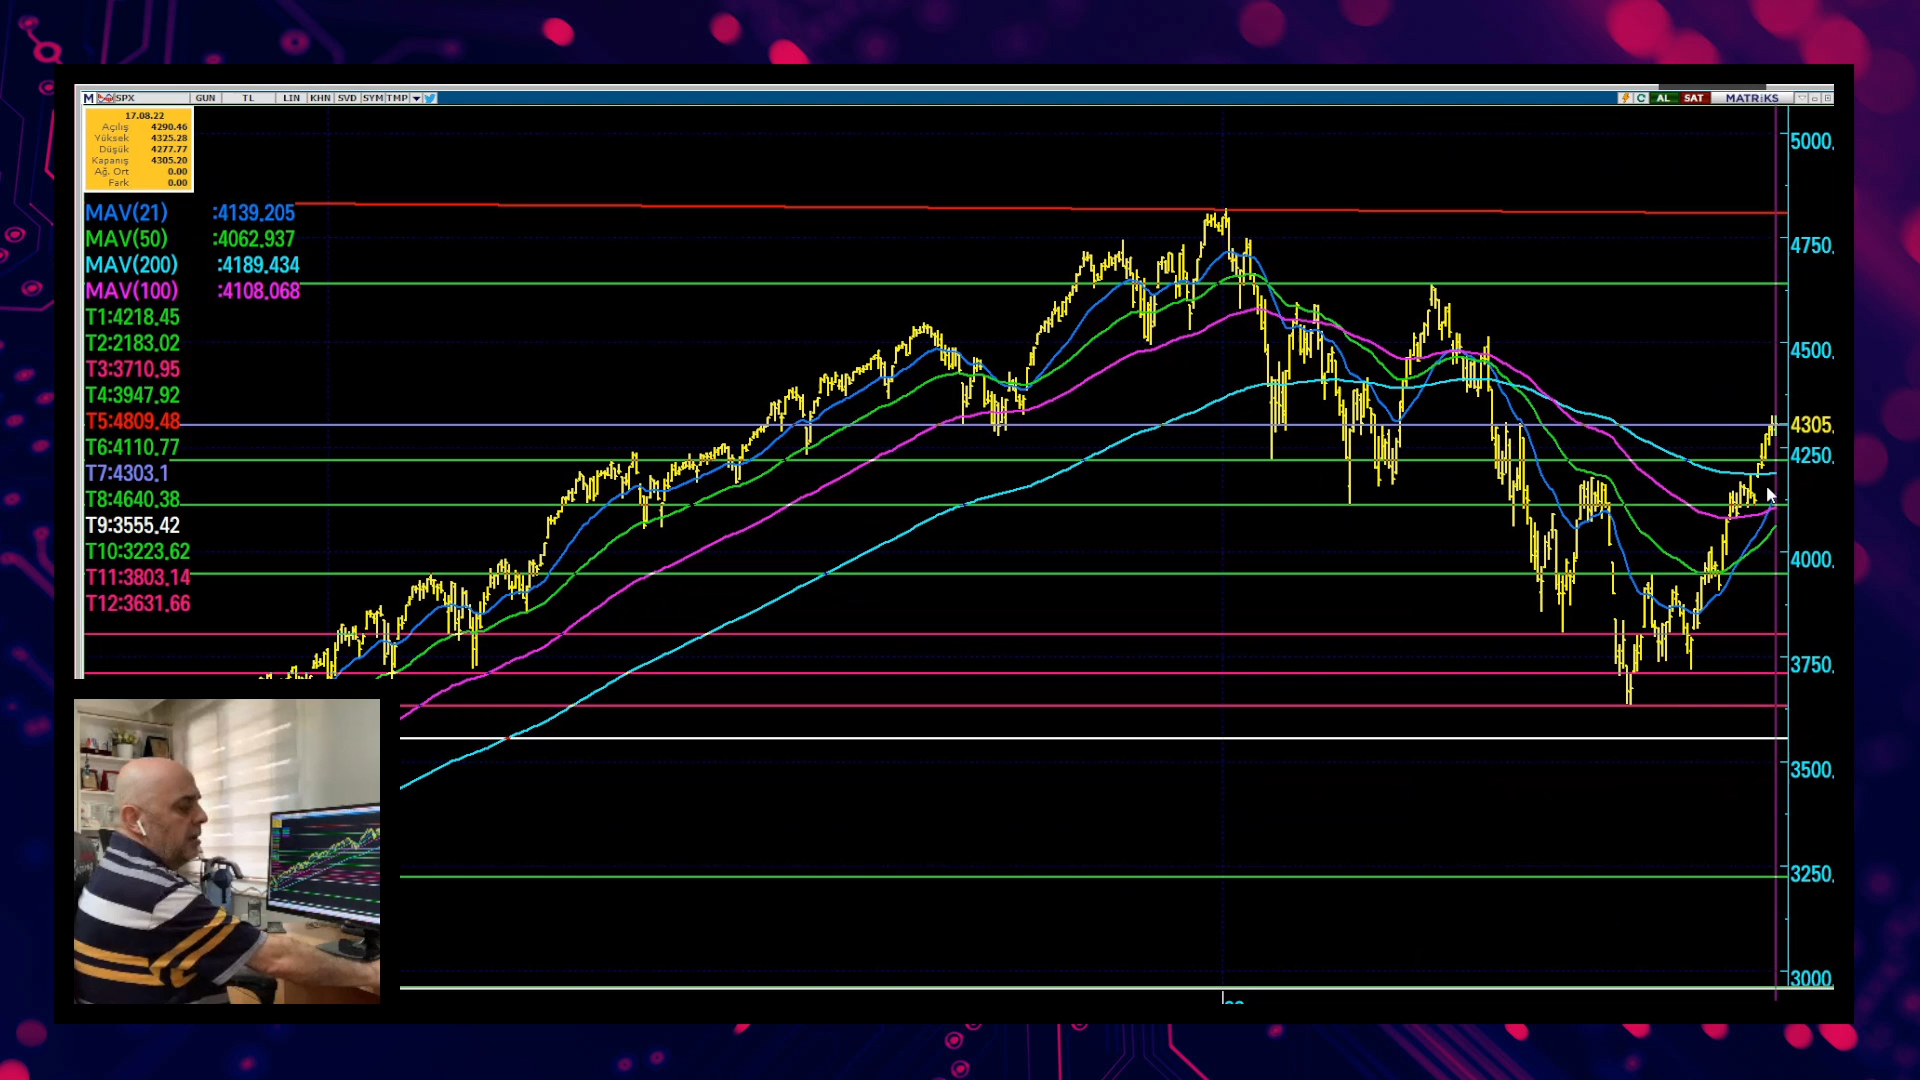 M SPX GUN TL LIN KHN SVD SYM TMP
AL SAT MATRiKS
17.08.22
Açılış 4290.46
Yüksek 4325.28
Düşük 4277.77
Kapanış 4305.20
Ağ. Ort 0.00
Fark 0.00
MAV(21) :4139.205
MAV(50) :4062.937
MAV(200) :4189.434
MAV(100) :4108.068
T1:4218.45
T2:2183.02
T3:3710.95
T4:3947.92
T5:4809.48
T6:4110.77
T7:4303.1
T8:4640.38
T9:3555.42
T10:3223.62
T11:3803.14
T12:3631.66
5000.
4750.
4500.
4305.
4250.
4000.
3750.
3500.
3250.
3000.